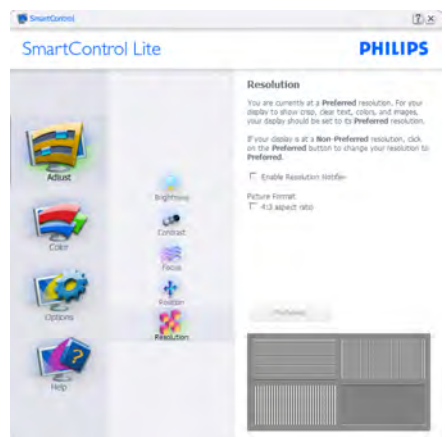 SmartControl
SmartControl Lite
PHILIPS
Adjust
Color
Options
Help
Brightness
Contrast
Focus
Position
Resolution
Resolution
You are currently at a Preferred resolution. For your
display to show crisp, clear text, colors, and images,
your display should be set to its Preferred resolution.
If your display is at a Non-Preferred resolution, click
on the Preferred button to change your resolution to
Preferred.
Enable Resolution Notifier
Picture Format
4:3 aspect ratio
Preferred